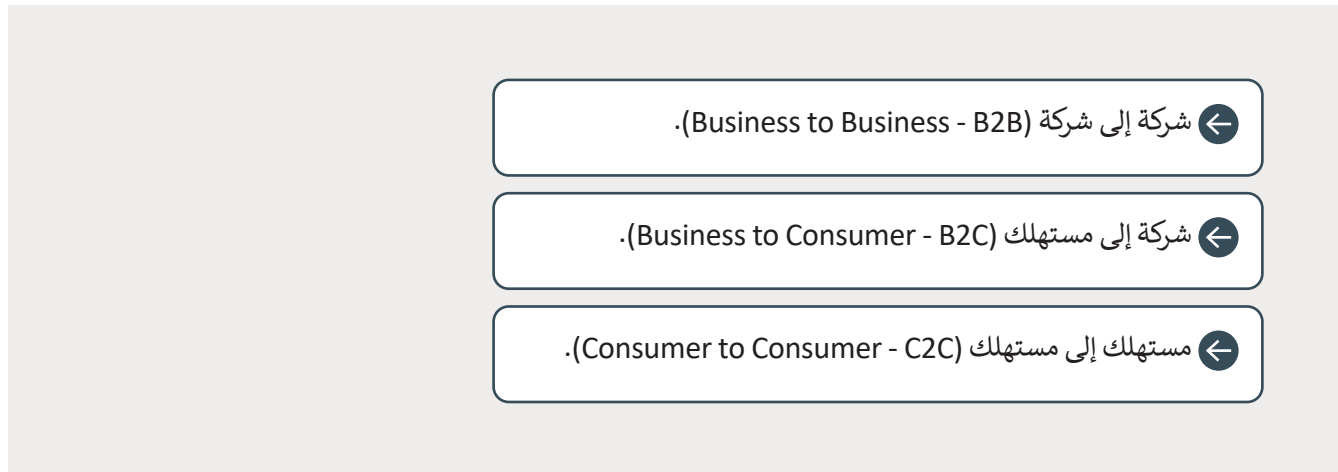 شركة إلى شركة (Business to Business - B2B).
شركة إلى مستهلك (Business to Consumer - B2C).
مستهلك إلى مستهلك (Consumer to Consumer - C2C).